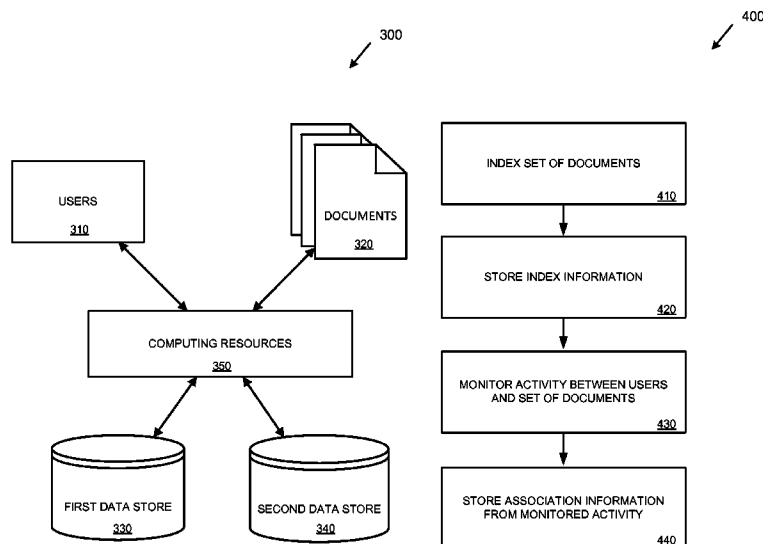 300
USERS
310
DOCUMENTS
320
COMPUTING RESOURCES
350
FIRST DATA STORE
330
SECOND DATA STORE
340
400
INDEX SET OF DOCUMENTS
410
STORE INDEX INFORMATION
420
MONITOR ACTIVITY BETWEEN USERS
AND SET OF DOCUMENTS
430
STORE ASSOCIATION INFORMATION
FROM MONITORED ACTIVITY
440